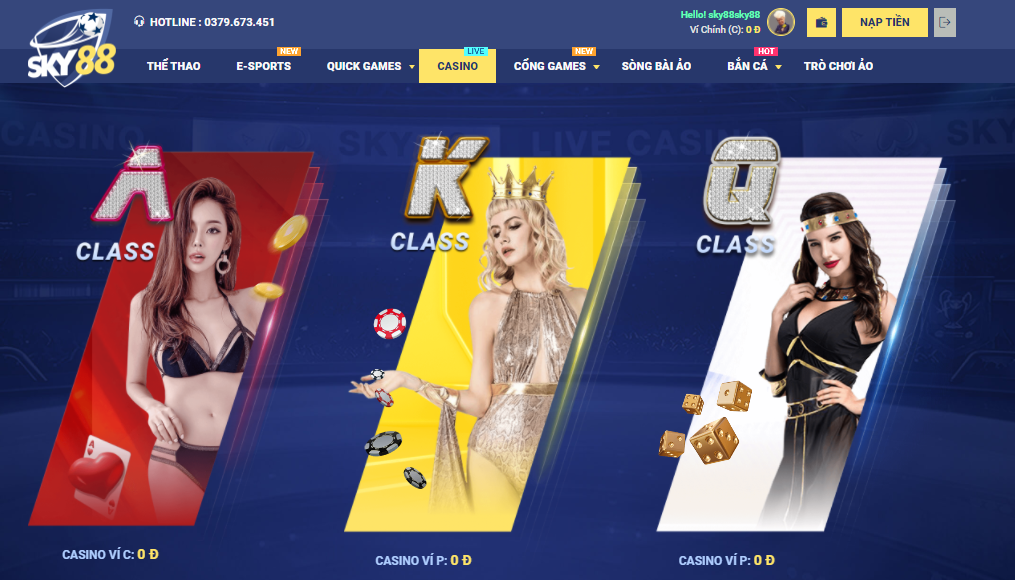 HOTLINE : 0379.673.451
Hello! sky88sky88
Ví Chính (C): 0 Đ
NẠP TIỀN
SKY88
NEW
LIVE
NEW
HOT
THỂ THAO
E-SPORTS
QUICK GAMES
CASINO
CỔNG GAMES
SÒNG BÀI ẢO
BẮN CÁ
TRÒ CHƠI ẢO
CASINO
LIVE CASINO
SKY
A
CLASS
K
CLASS
Q
CLASS
A
CASINO VÍ C: 0 Đ
CASINO VÍ P: 0 Đ
CASINO VÍ P: 0 Đ